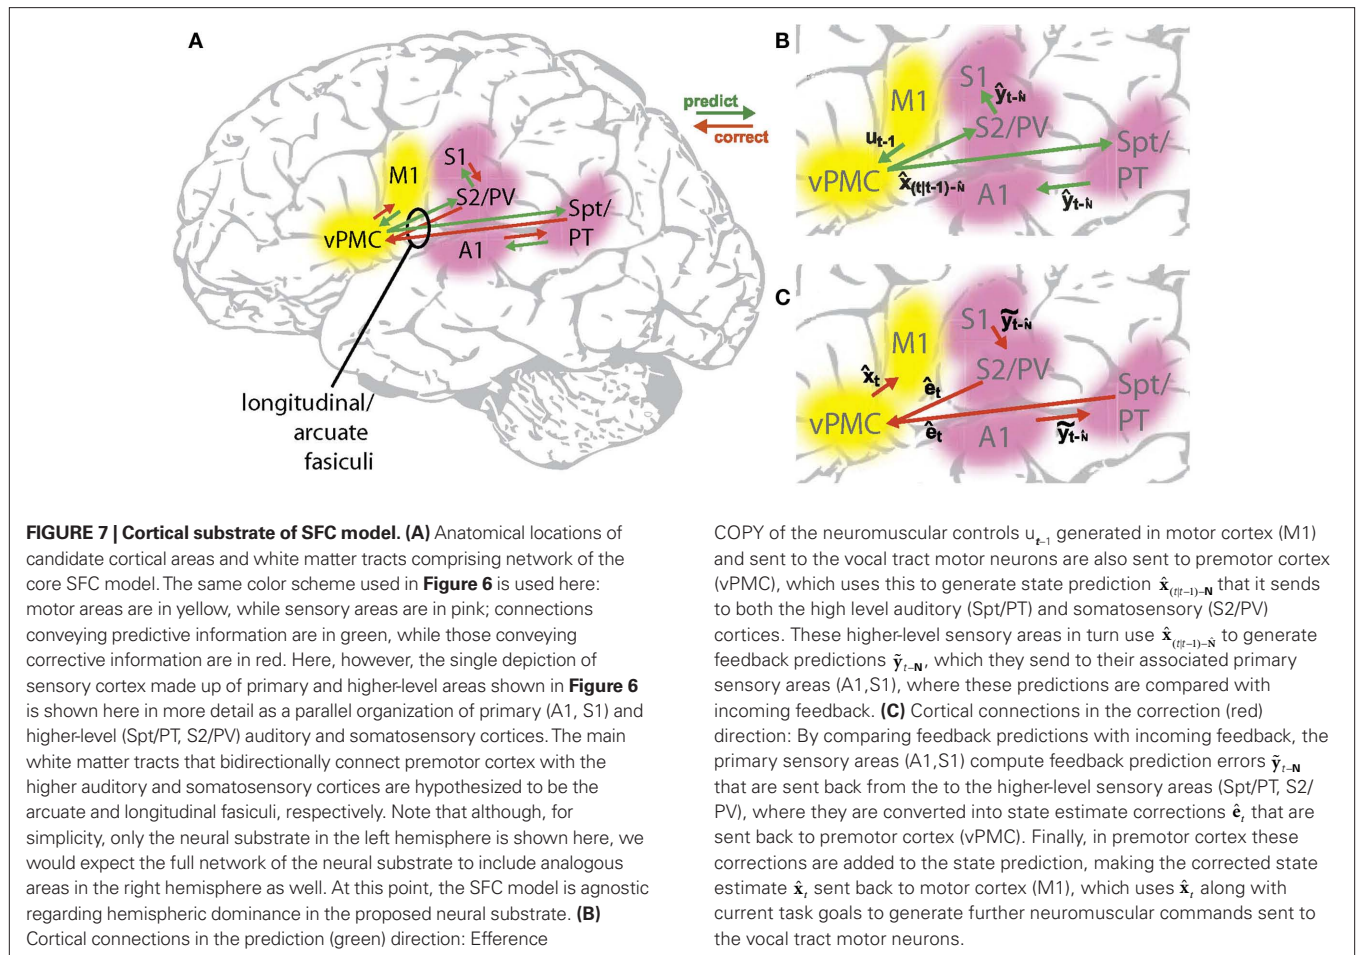 A
predict
correct
S1
M1
S2/PV
Spt/
PT
vPMC
A1
longitudinal/
arcuate
fasiculi
B
S1
M1
ŷt-N̂
S2/PV
ut-1
Spt/
PT
vPMC
x̂(t|t-1)-N̂
A1
ŷt-N̂
C
S1
ỹt-N̂
M1
S2/PV
x̂t
êt
Spt/
PT
vPMC
êt
A1
ỹt-N̂
FIGURE 7 | Cortical substrate of SFC model. (A) Anatomical locations of
candidate cortical areas and white matter tracts comprising network of the
core SFC model. The same color scheme used in Figure 6 is used here:
motor areas are in yellow, while sensory areas are in pink; connections
conveying predictive information are in green, while those conveying
corrective information are in red. Here, however, the single depiction of
sensory cortex made up of primary and higher-level areas shown in Figure 6
is shown here in more detail as a parallel organization of primary (A1, S1) and
higher-level (Spt/PT, S2/PV) auditory and somatosensory cortices. The main
white matter tracts that bidirectionally connect premotor cortex with the
higher auditory and somatosensory cortices are hypothesized to be the
arcuate and longitudinal fasiculi, respectively. Note that although, for
simplicity, only the neural substrate in the left hemisphere is shown here, we
would expect the full network of the neural substrate to include analogous
areas in the right hemisphere as well. At this point, the SFC model is agnostic
regarding hemispheric dominance in the proposed neural substrate. (B)
Cortical connections in the prediction (green) direction: Efference
COPY of the neuromuscular controls ut−1 generated in motor cortex (M1)
and sent to the vocal tract motor neurons are also sent to premotor cortex
(vPMC), which uses this to generate state prediction x̂(t|t−1)−N that it sends
to both the high level auditory (Spt/PT) and somatosensory (S2/PV)
cortices. These higher-level sensory areas in turn use x̂(t|t−1)−N̂ to generate
feedback predictions ỹt−N, which they send to their associated primary
sensory areas (A1,S1), where these predictions are compared with
incoming feedback. (C) Cortical connections in the correction (red)
direction: By comparing feedback predictions with incoming feedback, the
primary sensory areas (A1,S1) compute feedback prediction errors ỹt−N
that are sent back from the to the higher-level sensory areas (Spt/PT, S2/
PV), where they are converted into state estimate corrections êt that are
sent back to premotor cortex (vPMC). Finally, in premotor cortex these
corrections are added to the state prediction, making the corrected state
estimate x̂t sent back to motor cortex (M1), which uses x̂t along with
current task goals to generate further neuromuscular commands sent to
the vocal tract motor neurons.